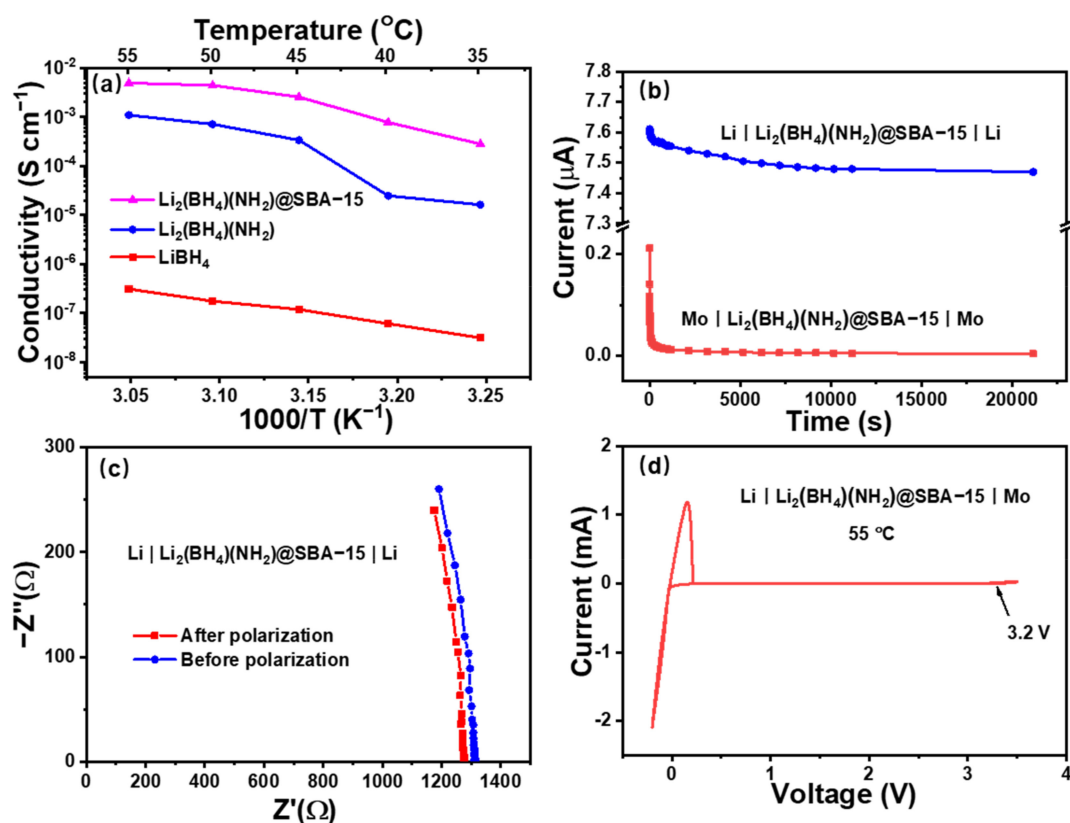 Temperature (°C)
55 50 45 40 35
(a)
10⁻²
10⁻³
10⁻⁴
10⁻⁵
10⁻⁶
10⁻⁷
10⁻⁸
Conductivity (S cm⁻¹)
Li₂(BH₄)(NH₂)@SBA−15
Li₂(BH₄)(NH₂)
LiBH₄
3.05 3.10 3.15 3.20 3.25
1000/T (K⁻¹)
(b)
7.8
7.7
7.6
7.5
7.4
7.3
0.2
0.0
Current (μA)
Li | Li₂(BH₄)(NH₂)@SBA−15 | Li
Mo | Li₂(BH₄)(NH₂)@SBA−15 | Mo
0 5000 10000 15000 20000
Time (s)
(c)
300
200
100
0
−Z''(Ω)
Li | Li₂(BH₄)(NH₂)@SBA−15 | Li
After polarization
Before polarization
0 200 400 600 800 1000 1200 1400
Z'(Ω)
(d)
2
1
0
-1
-2
Current (mA)
Li | Li₂(BH₄)(NH₂)@SBA−15 | Mo
55 °C
3.2 V
0 1 2 3 4
Voltage (V)